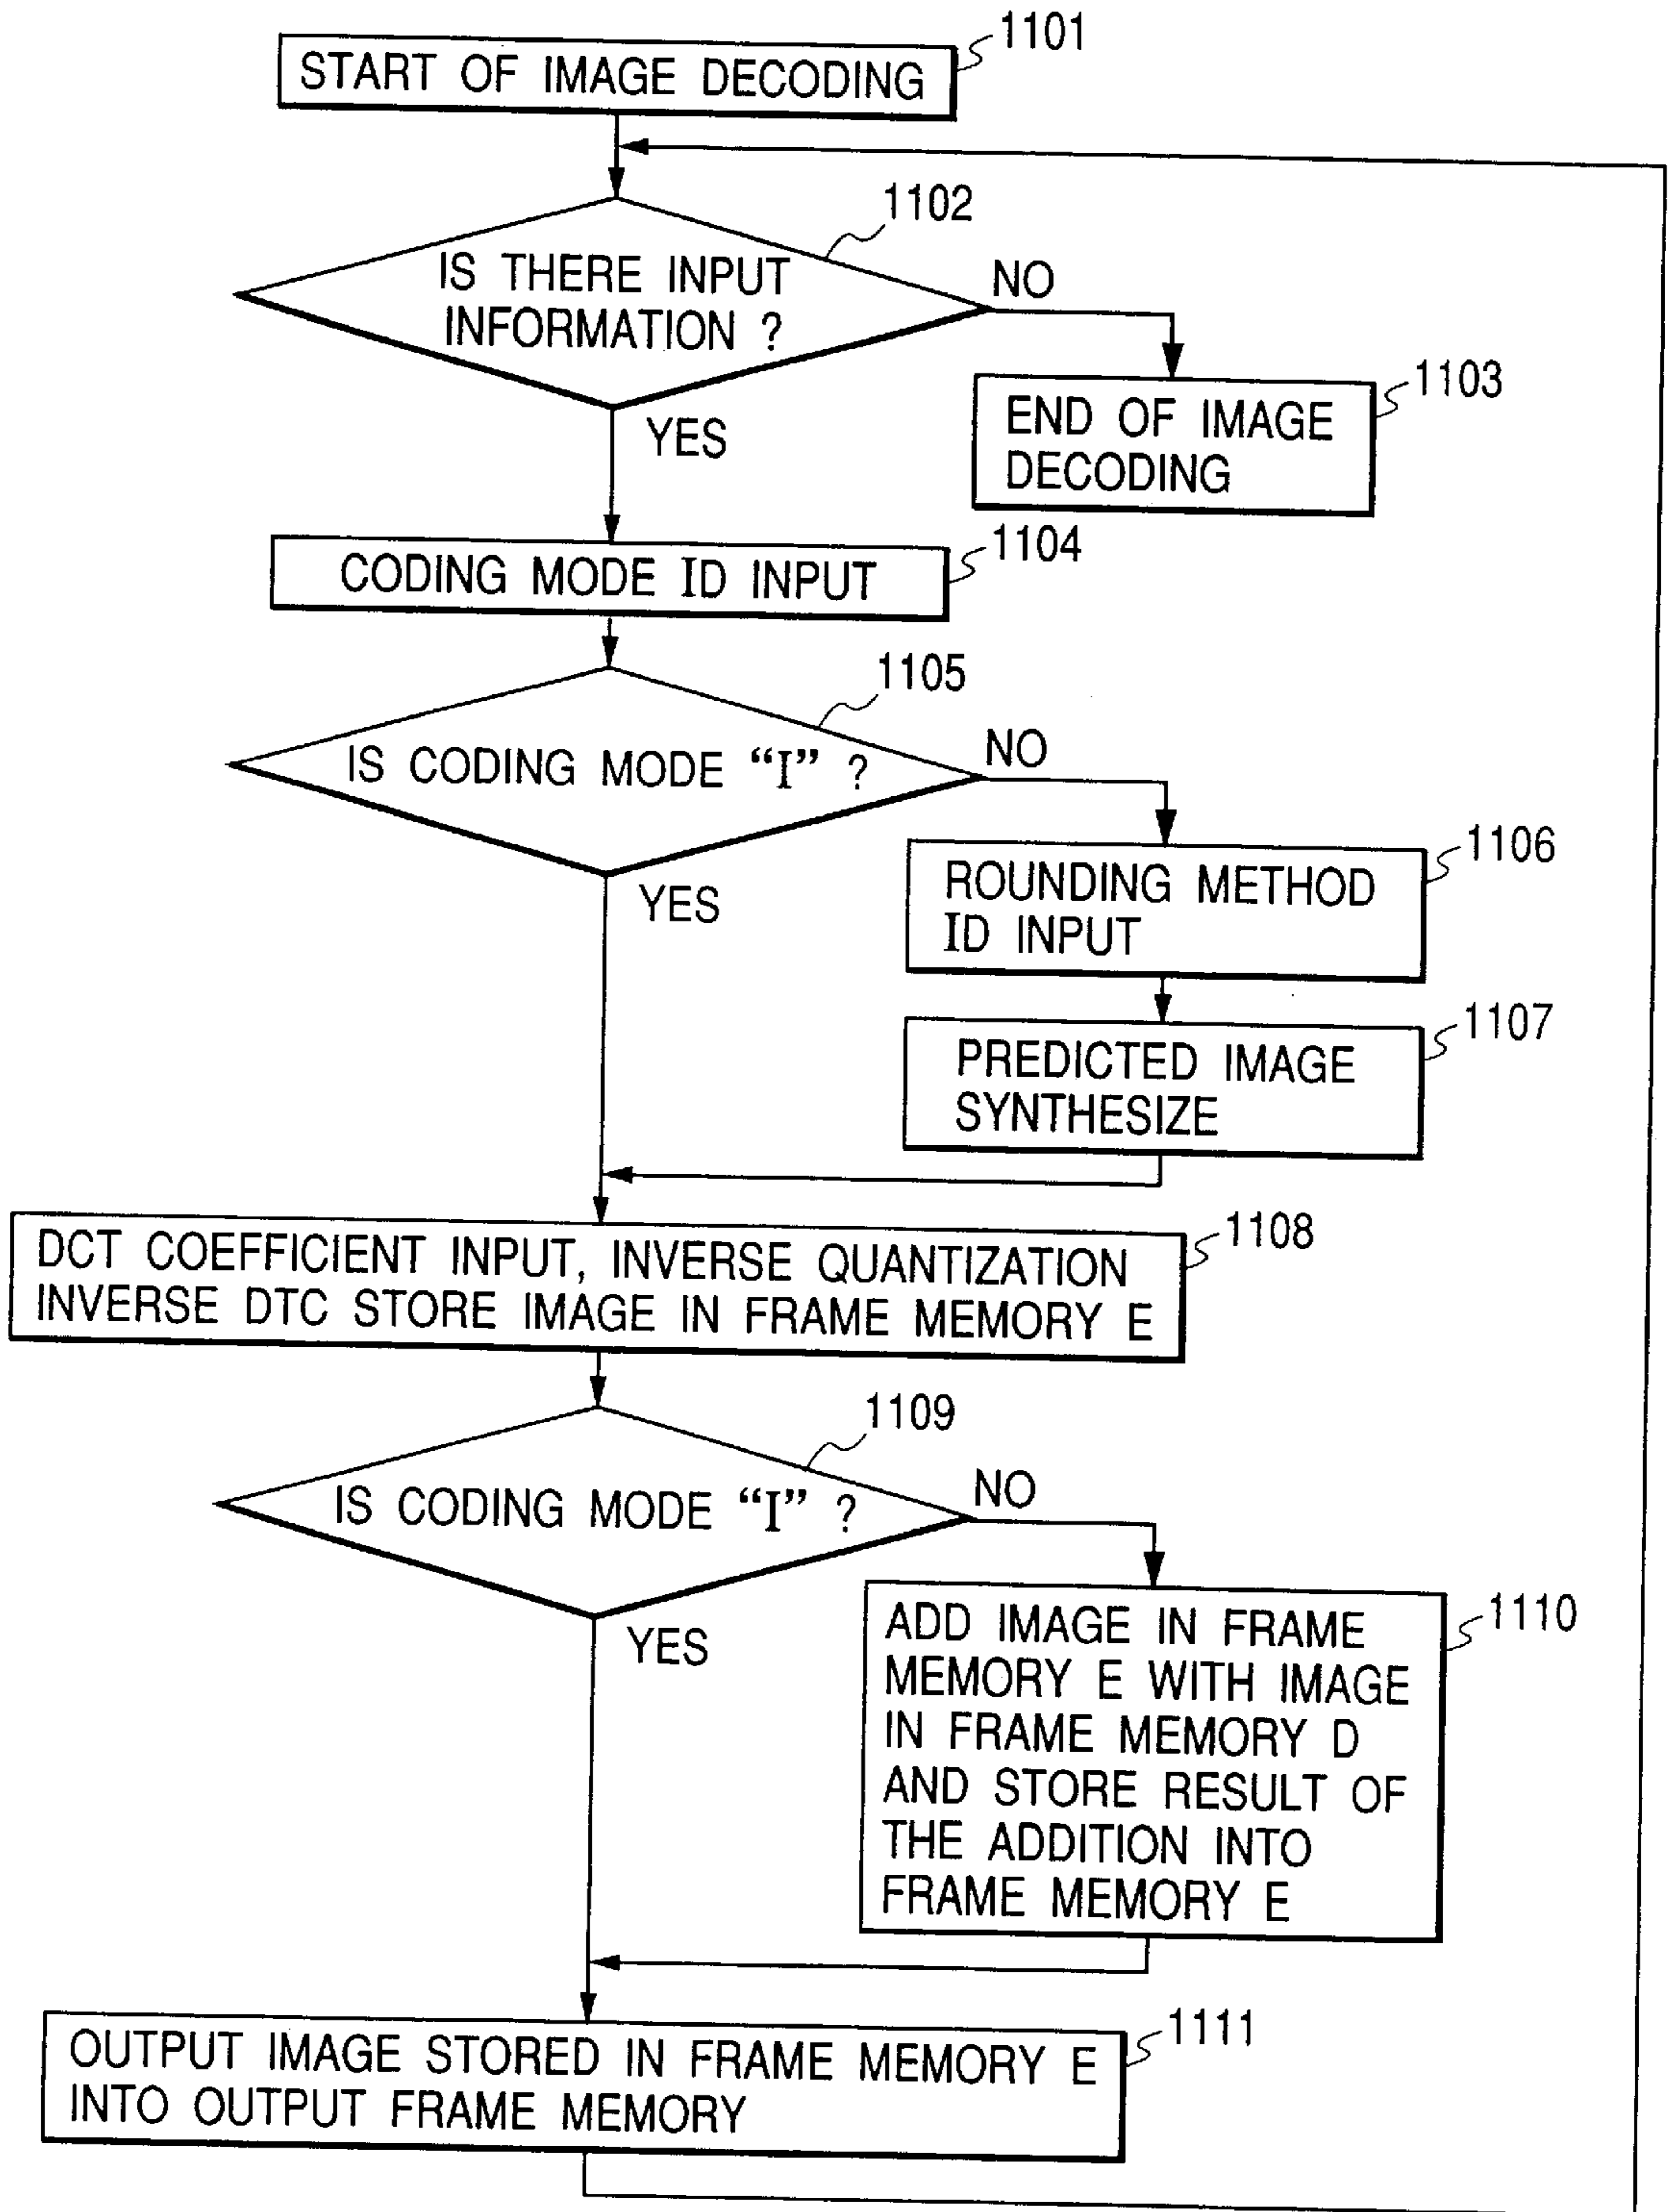 1101
START OF IMAGE DECODING
1102
IS THERE INPUT
INFORMATION ?
NO
YES
1103
END OF IMAGE
DECODING
1104
CODING MODE ID INPUT
1105
IS CODING MODE “I” ?
NO
YES
1106
ROUNDING METHOD
ID INPUT
1107
PREDICTED IMAGE
SYNTHESIZE
1108
DCT COEFFICIENT INPUT, INVERSE QUANTIZATION
INVERSE DTC STORE IMAGE IN FRAME MEMORY E
1109
IS CODING MODE “I” ?
NO
YES
1110
ADD IMAGE IN FRAME
MEMORY E WITH IMAGE
IN FRAME MEMORY D
AND STORE RESULT OF
THE ADDITION INTO
FRAME MEMORY E
1111
OUTPUT IMAGE STORED IN FRAME MEMORY E
INTO OUTPUT FRAME MEMORY